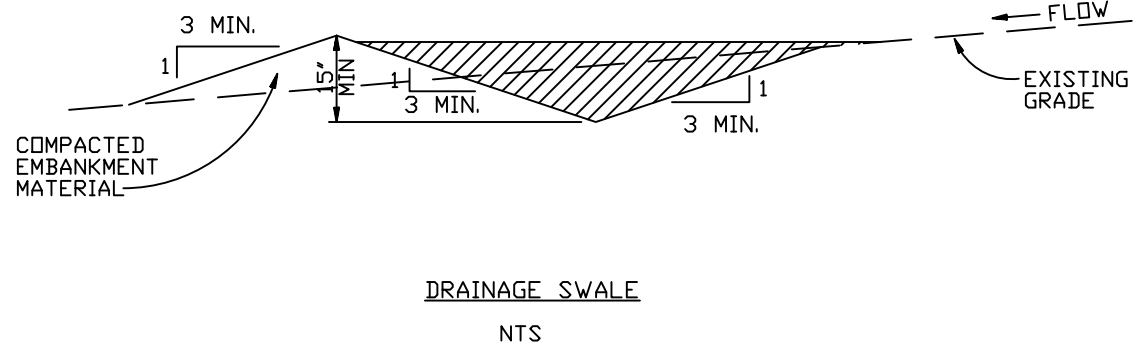 3 MIN.
1
FLOW
15" MIN
1
3 MIN.
1
3 MIN.
EXISTING
GRADE
COMPACTED
EMBANKMENT
MATERIAL
DRAINAGE SWALE
NTS